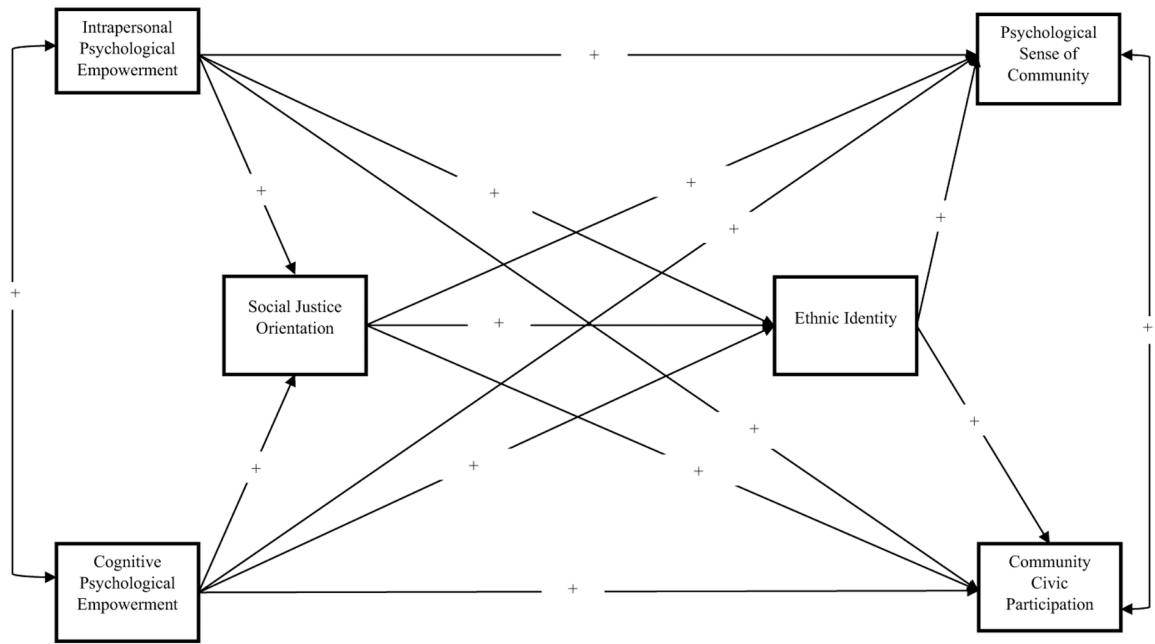 Intrapersonal
Psychological
Empowerment
Psychological
Sense of
Community
+
+
+
+
+
+
+
+
Social Justice
Orientation
+
Ethnic Identity
+
+
+
+
+
+
Cognitive
Psychological
Empowerment
+
Community
Civic
Participation